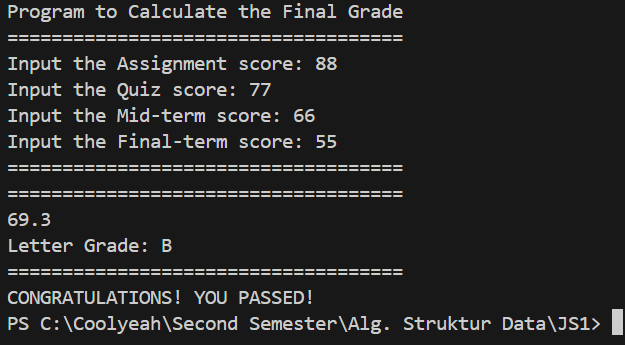 Program to Calculate the Final Grade
====================================
Input the Assignment score: 88
Input the Quiz score: 77
Input the Mid-term score: 66
Input the Final-term score: 55
====================================
====================================
69.3
Letter Grade: B
====================================
CONGRATULATIONS! YOU PASSED!
PS C:\Coolyeah\Second Semester\Alg. Struktur Data\JS1>